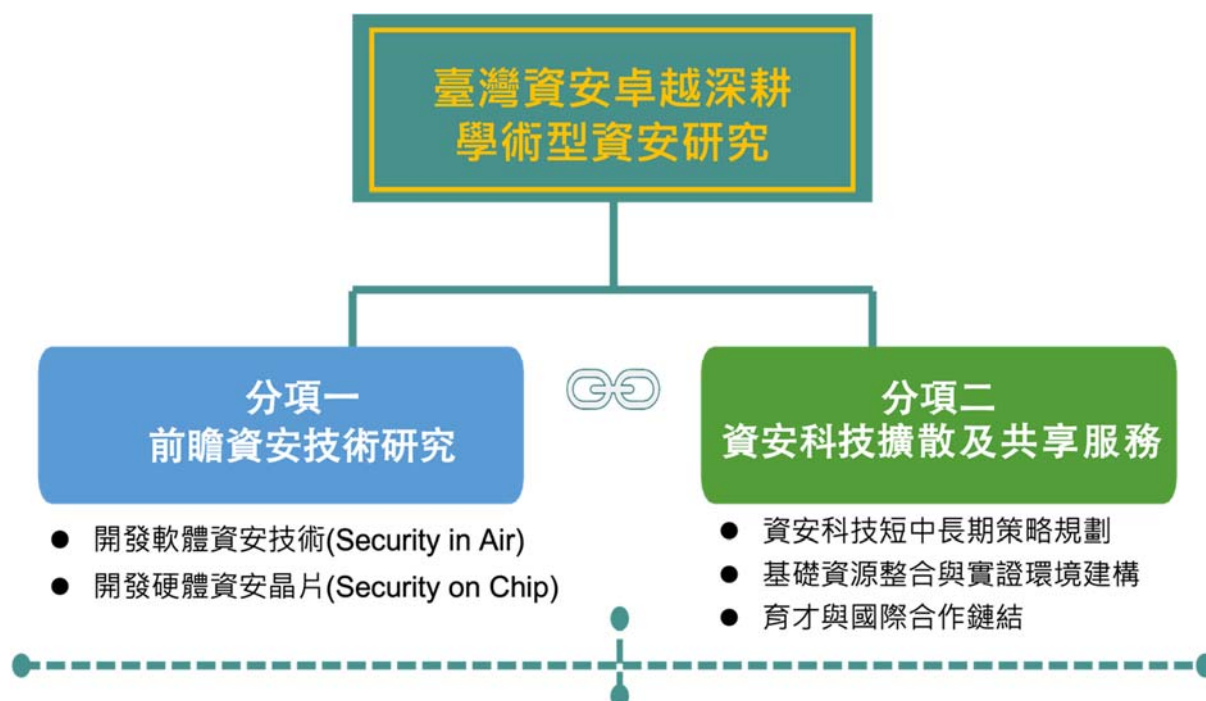 臺灣資安卓越深耕
學術型資安研究
分項一
前瞻資安技術研究
● 開發軟體資安技術(Security in Air)
● 開發硬體資安晶片(Security on Chip)
分項二
資安科技擴散及共享服務
● 資安科技短中長期策略規劃
● 基礎資源整合與實證環境建構
● 育才與國際合作鏈結